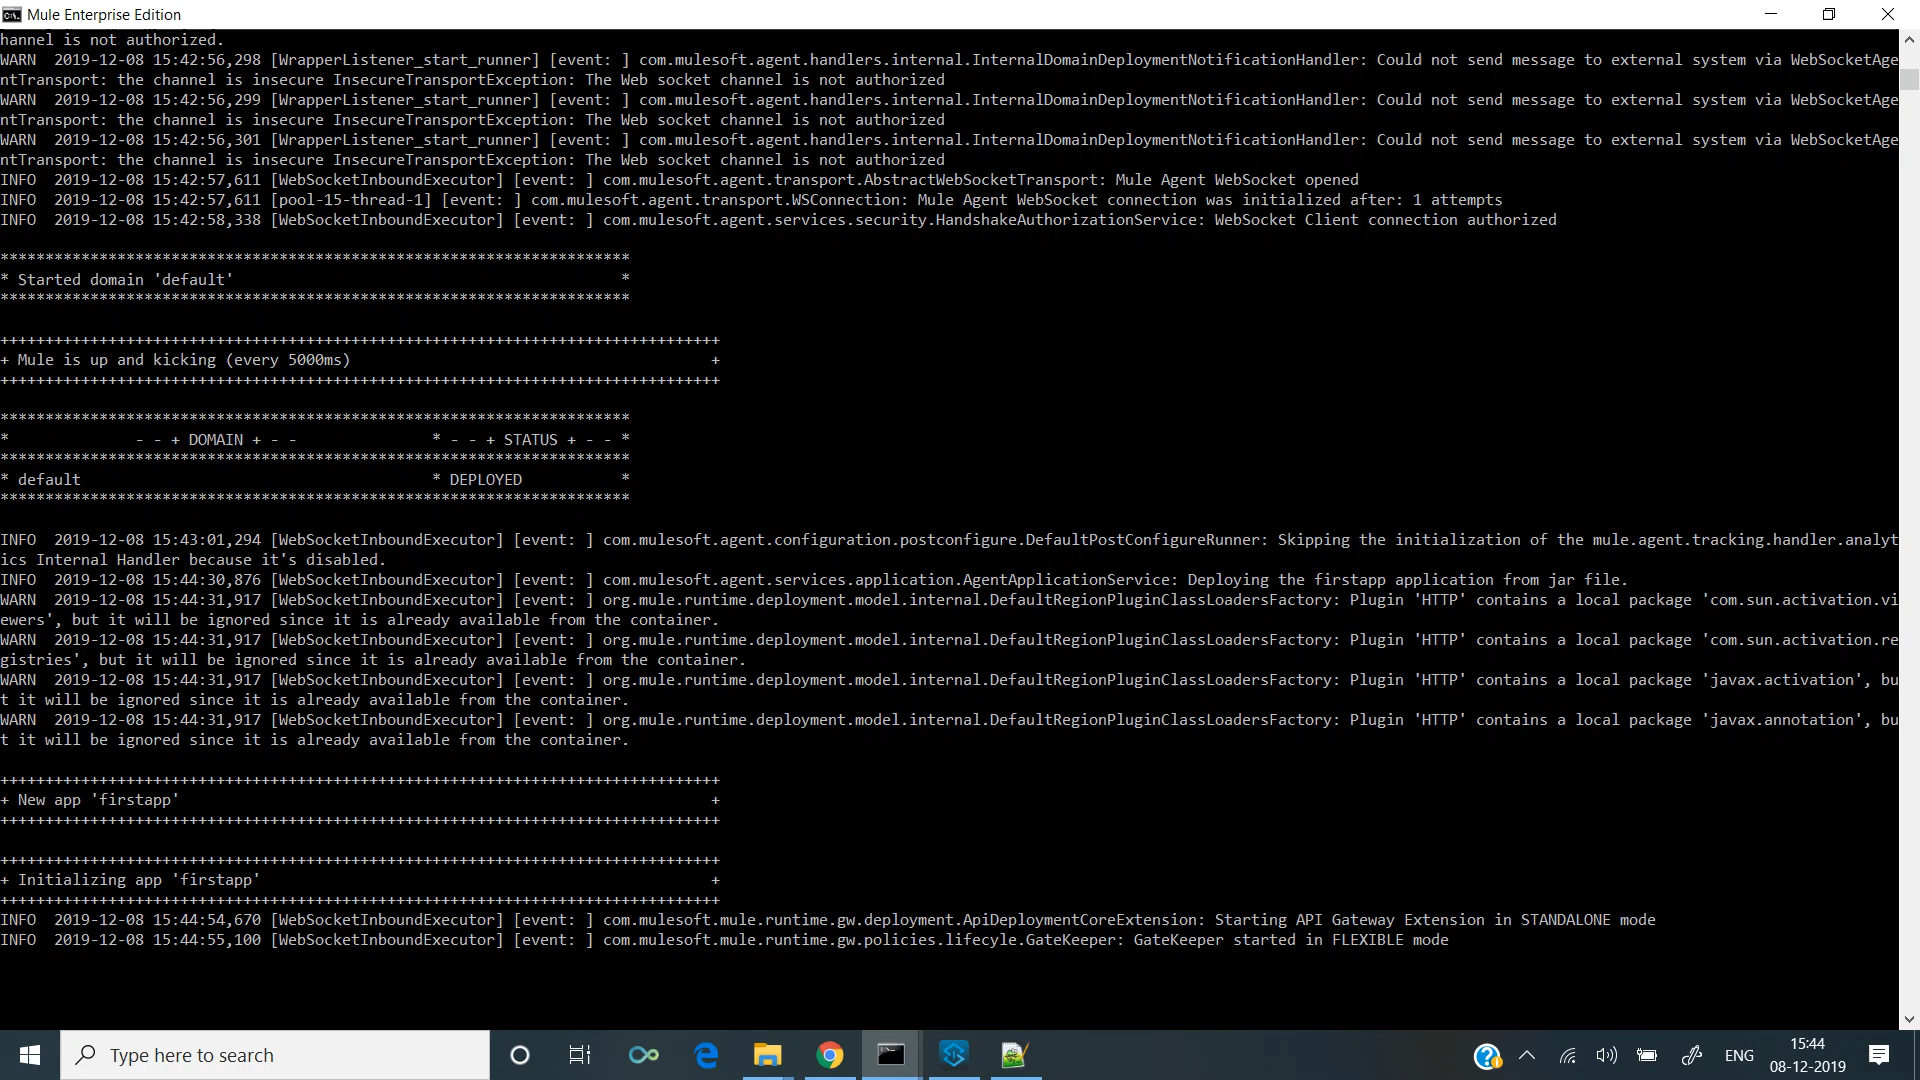 Mule Enterprise Edition
hannel is not authorized.
WARN  2019-12-08 15:42:56,298 [WrapperListener_start_runner] [event: ] com.mulesoft.agent.handlers.internal.InternalDomainDeploymentNotificationHandler: Could not send message to external system via WebSocketAge
ntTransport: the channel is insecure InsecureTransportException: The Web socket channel is not authorized
WARN  2019-12-08 15:42:56,299 [WrapperListener_start_runner] [event: ] com.mulesoft.agent.handlers.internal.InternalDomainDeploymentNotificationHandler: Could not send message to external system via WebSocketAge
ntTransport: the channel is insecure InsecureTransportException: The Web socket channel is not authorized
WARN  2019-12-08 15:42:56,301 [WrapperListener_start_runner] [event: ] com.mulesoft.agent.handlers.internal.InternalDomainDeploymentNotificationHandler: Could not send message to external system via WebSocketAge
ntTransport: the channel is insecure InsecureTransportException: The Web socket channel is not authorized
INFO  2019-12-08 15:42:57,611 [WebSocketInboundExecutor] [event: ] com.mulesoft.agent.transport.AbstractWebSocketTransport: Mule Agent WebSocket opened
INFO  2019-12-08 15:42:57,611 [pool-15-thread-1] [event: ] com.mulesoft.agent.transport.WSConnection: Mule Agent WebSocket connection was initialized after: 1 attempts
INFO  2019-12-08 15:42:58,338 [WebSocketInboundExecutor] [event: ] com.mulesoft.agent.services.security.HandshakeAuthorizationService: WebSocket Client connection authorized
**********************************************************************
* Started domain 'default'                                           *
**********************************************************************
++++++++++++++++++++++++++++++++++++++++++++++++++++++++++++++++++++++++++++++++
+ Mule is up and kicking (every 5000ms)                                        +
++++++++++++++++++++++++++++++++++++++++++++++++++++++++++++++++++++++++++++++++
**********************************************************************
*              - - + DOMAIN + - -               * - - + STATUS + - - *
**********************************************************************
* default                                       * DEPLOYED           *
**********************************************************************
INFO  2019-12-08 15:43:01,294 [WebSocketInboundExecutor] [event: ] com.mulesoft.agent.configuration.postconfigure.DefaultPostConfigureRunner: Skipping the initialization of the mule.agent.tracking.handler.analyt
ics Internal Handler because it's disabled.
INFO  2019-12-08 15:44:30,876 [WebSocketInboundExecutor] [event: ] com.mulesoft.agent.services.application.AgentApplicationService: Deploying the firstapp application from jar file.
WARN  2019-12-08 15:44:31,917 [WebSocketInboundExecutor] [event: ] org.mule.runtime.deployment.model.internal.DefaultRegionPluginClassLoadersFactory: Plugin 'HTTP' contains a local package 'com.sun.activation.vi
ewers', but it will be ignored since it is already available from the container.
WARN  2019-12-08 15:44:31,917 [WebSocketInboundExecutor] [event: ] org.mule.runtime.deployment.model.internal.DefaultRegionPluginClassLoadersFactory: Plugin 'HTTP' contains a local package 'com.sun.activation.re
gistries', but it will be ignored since it is already available from the container.
WARN  2019-12-08 15:44:31,917 [WebSocketInboundExecutor] [event: ] org.mule.runtime.deployment.model.internal.DefaultRegionPluginClassLoadersFactory: Plugin 'HTTP' contains a local package 'javax.activation', bu
t it will be ignored since it is already available from the container.
WARN  2019-12-08 15:44:31,917 [WebSocketInboundExecutor] [event: ] org.mule.runtime.deployment.model.internal.DefaultRegionPluginClassLoadersFactory: Plugin 'HTTP' contains a local package 'javax.annotation', bu
t it will be ignored since it is already available from the container.
++++++++++++++++++++++++++++++++++++++++++++++++++++++++++++++++++++++++++++++++
+ New app 'firstapp'                                                           +
++++++++++++++++++++++++++++++++++++++++++++++++++++++++++++++++++++++++++++++++
++++++++++++++++++++++++++++++++++++++++++++++++++++++++++++++++++++++++++++++++
+ Initializing app 'firstapp'                                                  +
++++++++++++++++++++++++++++++++++++++++++++++++++++++++++++++++++++++++++++++++
INFO  2019-12-08 15:44:54,670 [WebSocketInboundExecutor] [event: ] com.mulesoft.mule.runtime.gw.deployment.ApiDeploymentCoreExtension: Starting API Gateway Extension in STANDALONE mode
INFO  2019-12-08 15:44:55,100 [WebSocketInboundExecutor] [event: ] com.mulesoft.mule.runtime.gw.policies.lifecyle.GateKeeper: GateKeeper started in FLEXIBLE mode
Type here to search
ENG
15:44
08-12-2019